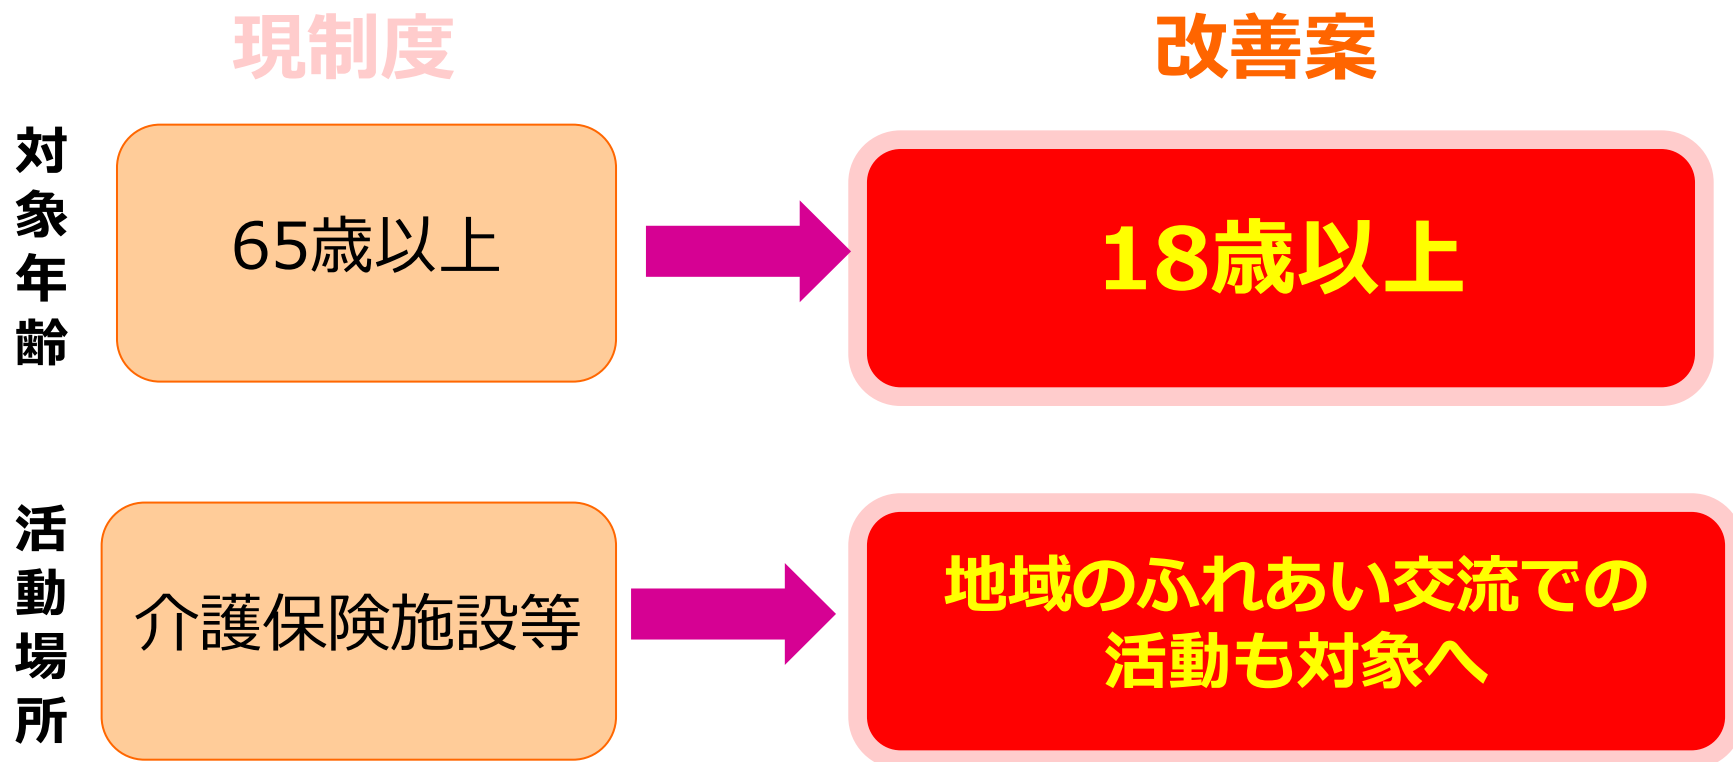 現制度
改善案
対象年齢
65歳以上
18歳以上
活動場所
介護保険施設等
地域のふれあい交流での
活動も対象へ